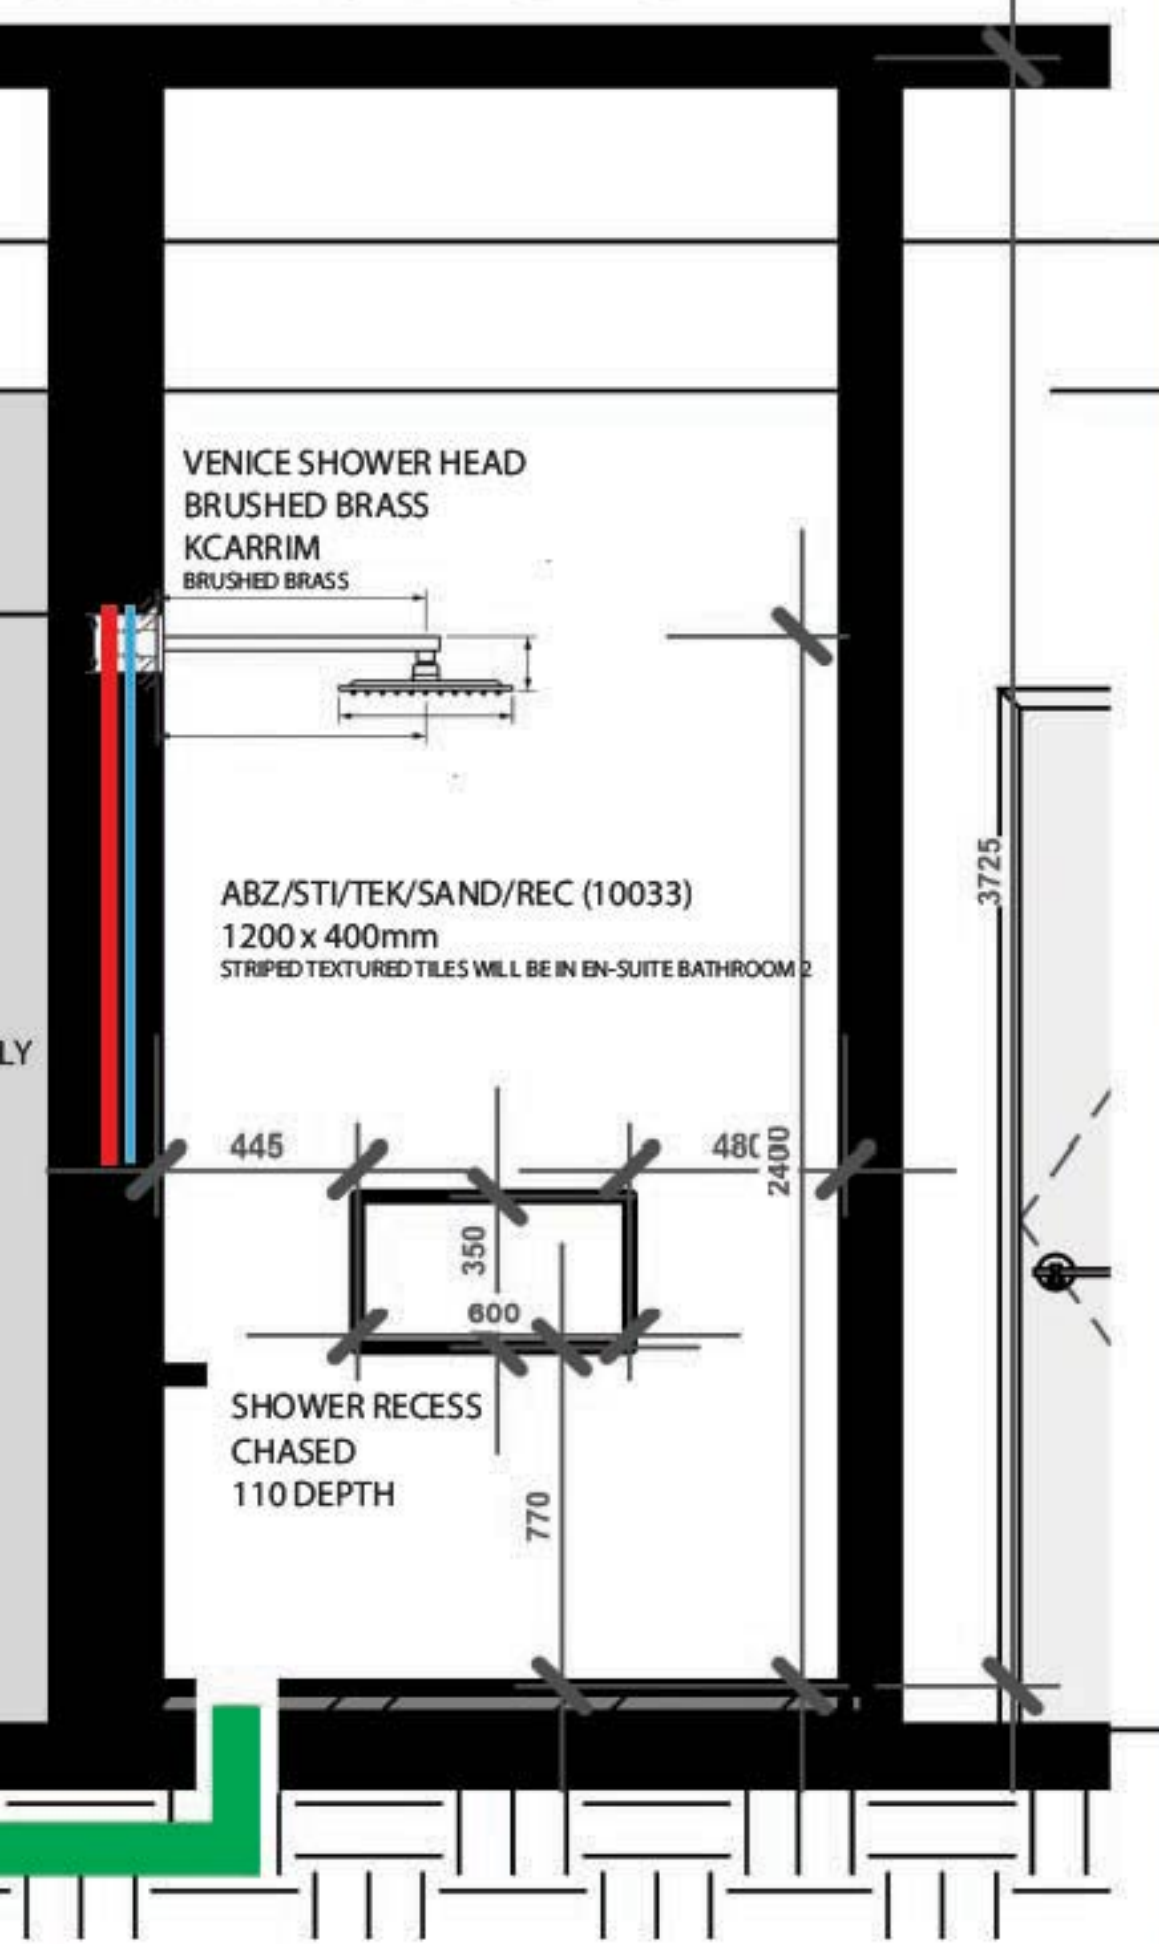 VENICE SHOWER HEAD
BRUSHED BRASS
KCARRIM
BRUSHED BRASS
3725
ABZ/STI/TEK/SAND/REC (10033)
1200 x 400mm
STRIPED TEXTURED TILES WILL BE IN EN-SUITE BATHROOM 2
LY
445
480
2400
350
600
SHOWER RECESS
CHASED
110 DEPTH
770